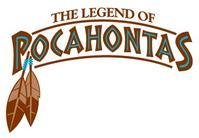 THE LEGEND OF
POCAHONTAS